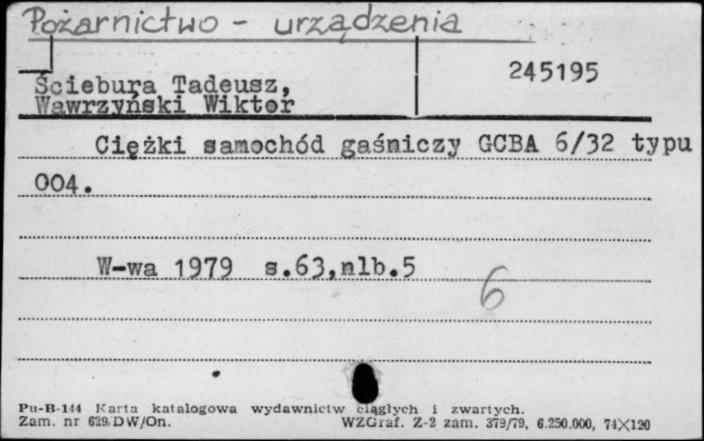 Pożarnictwo - urządzenia
245195
Ściebura Tadeusz,
Wawrzyński Wiktor
Ciężki samochód gaśniczy GCBA 6/32 typu
004.
W-wa 1979 s.63,nlb.5
6
Pu-B-144 Karta katalogowa wydawnictw ciągłych i zwartych.
Zam. nr 629/DW/On. WZGraf. Z-2 zam. 379/79, 6.250.000, 74X120